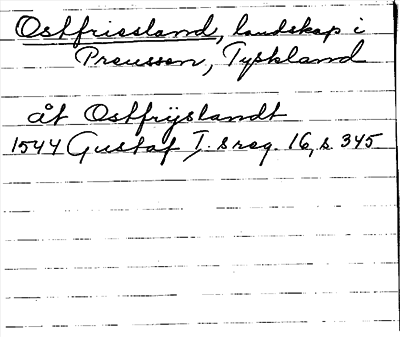 Ostfriesland, landskap i
Preussen, Tyskland
åt Ostfrijslandt
1544 Gustaf I:s reg. 16, s. 345